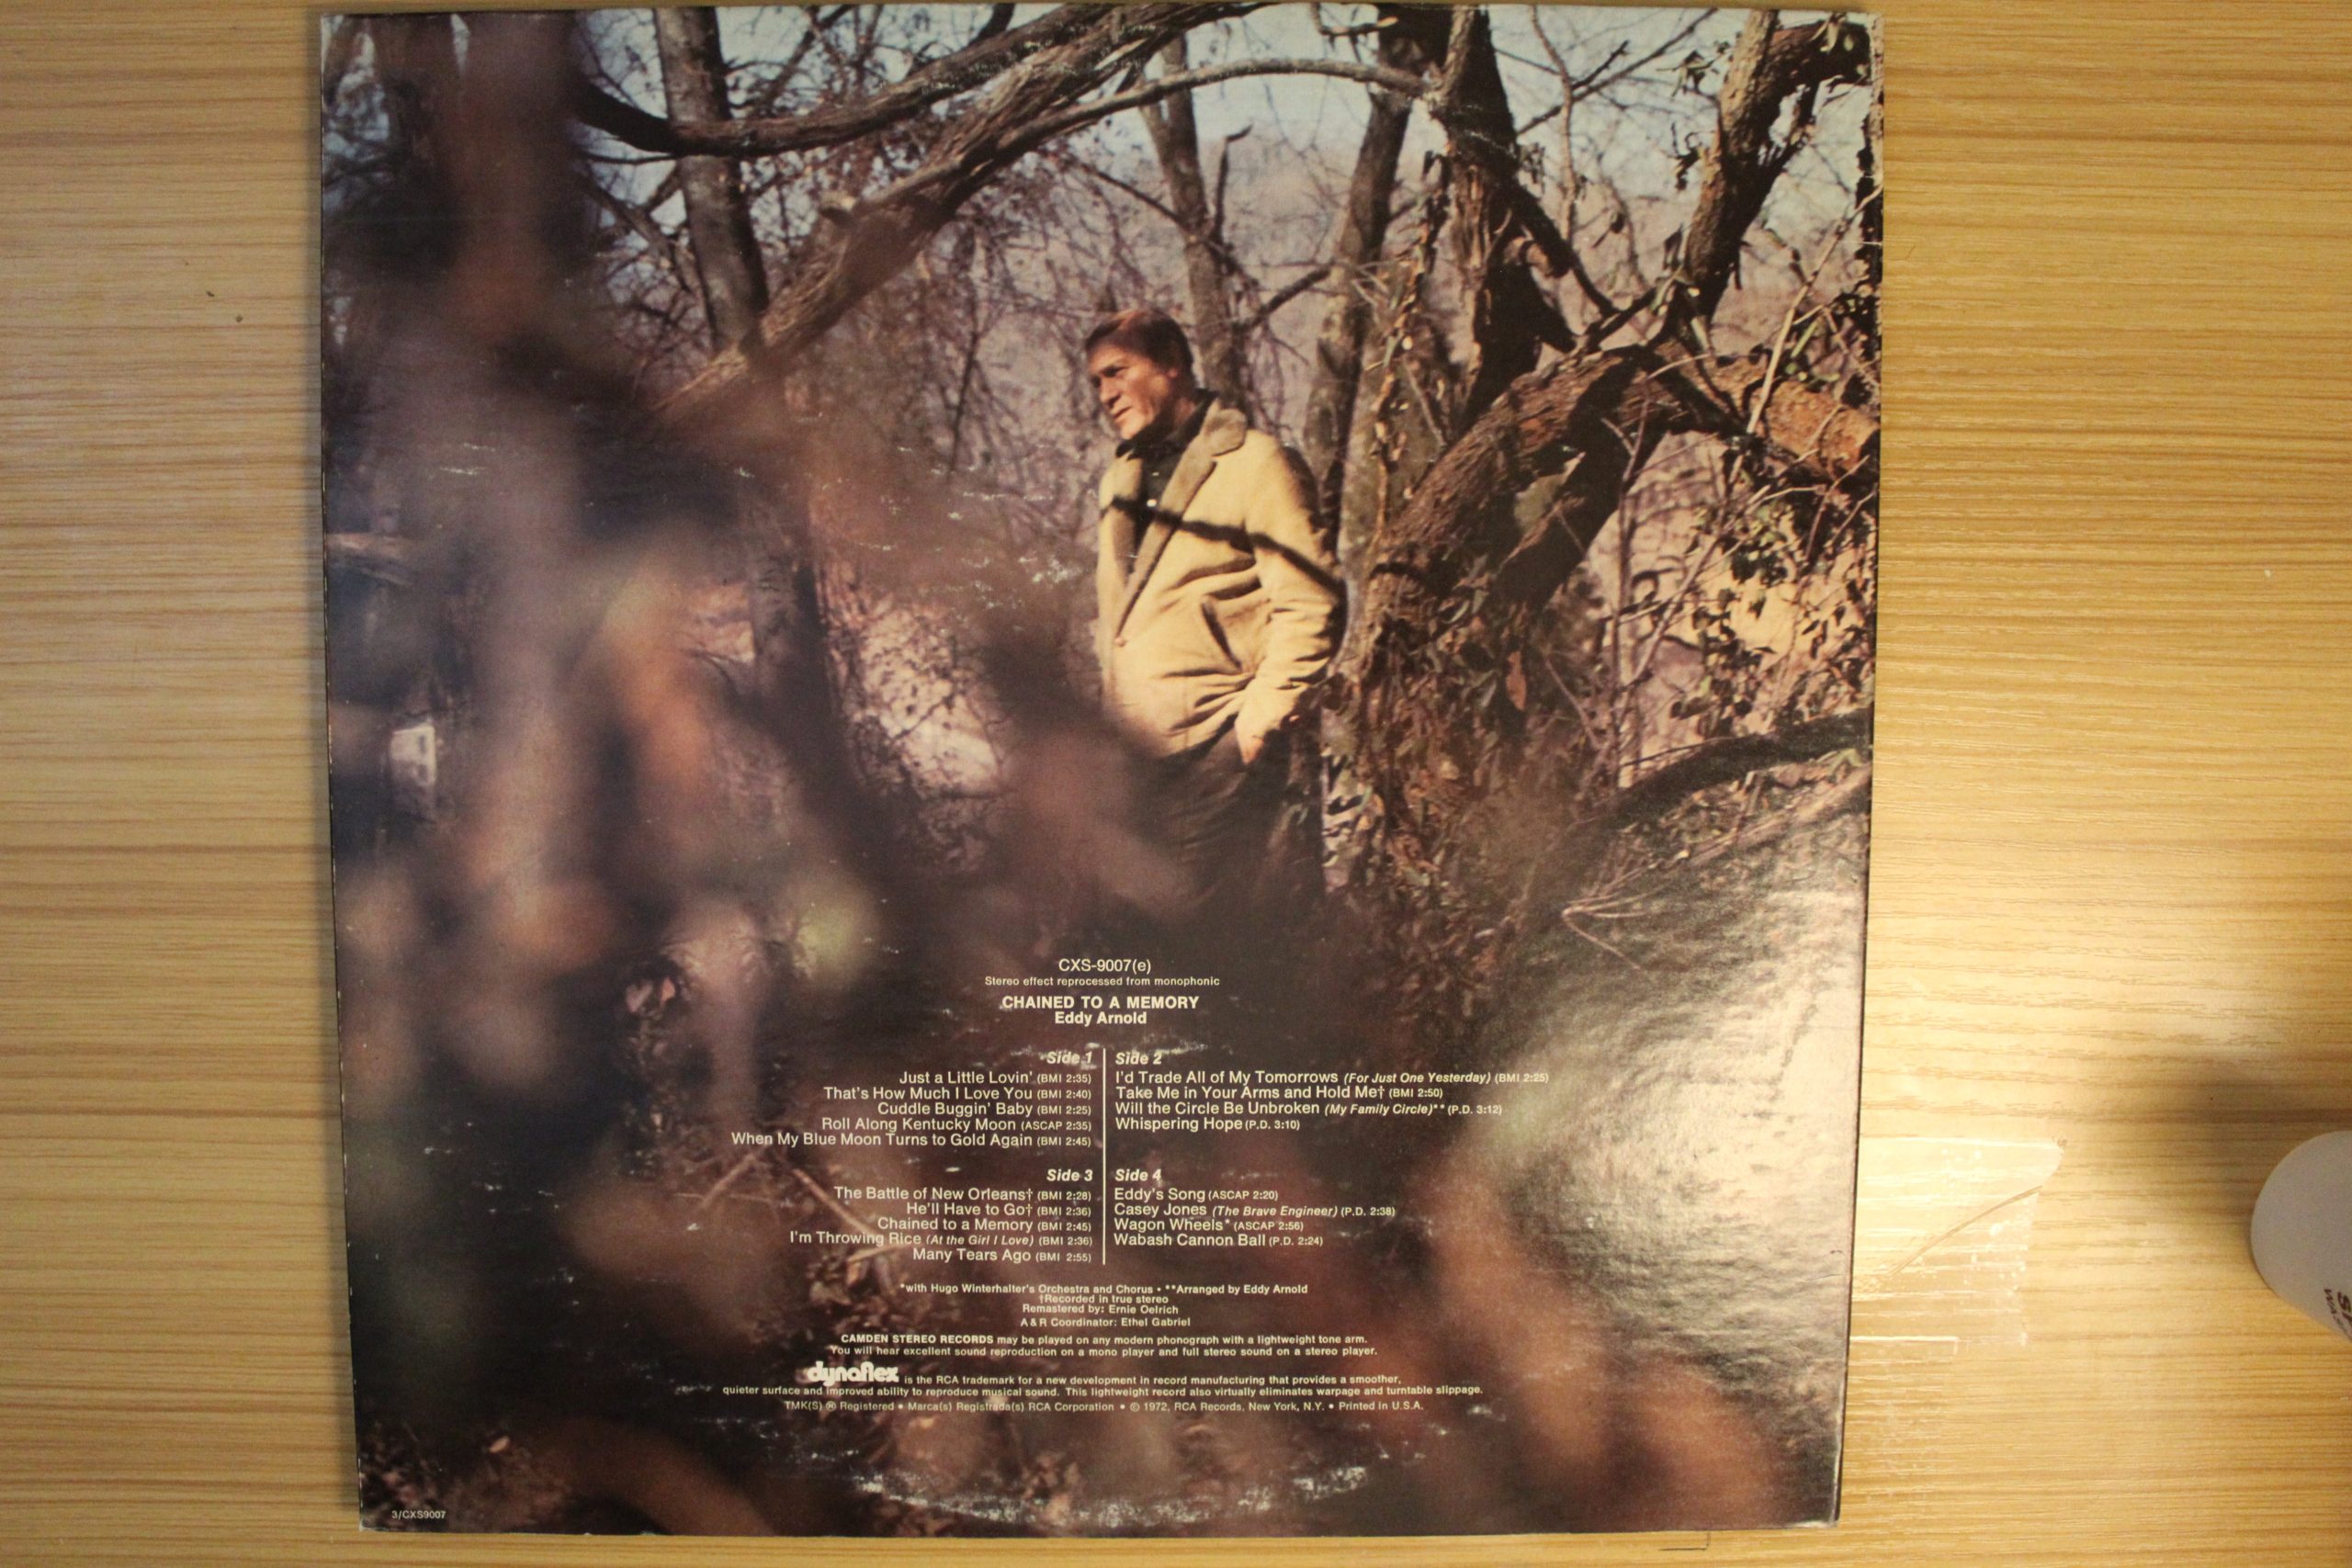 CXS-9007(e)
Stereo effect reprocessed from monophonic
CHAINED TO A MEMORY
Eddy Arnold
Side 1
Just a Little Lovin' (BMI 2:35)
That's How Much I Love You (BMI 2:40)
Cuddle Buggin' Baby (BMI 2:25)
Roll Along Kentucky Moon (ASCAP 2:35)
When My Blue Moon Turns to Gold Again (BMI 2:45)
Side 2
I'd Trade All of My Tomorrows (For Just One Yesterday) (BMI 2:25)
Take Me in Your Arms and Hold Me† (BMI 2:50)
Will the Circle Be Unbroken (My Family Circle)** (P.D. 3:12)
Whispering Hope (P.D. 3:10)
Side 3
The Battle of New Orleans† (BMI 2:28)
He'll Have to Go† (BMI 2:36)
Chained to a Memory (BMI 2:45)
I'm Throwing Rice (At the Girl I Love) (BMI 2:36)
Many Tears Ago (BMI 2:55)
Side 4
Eddy's Song (ASCAP 2:20)
Casey Jones (The Brave Engineer) (P.D. 2:38)
Wagon Wheels* (ASCAP 2:56)
Wabash Cannon Ball (P.D. 2:24)
*with Hugo Winterhalter's Orchestra and Chorus • **Arranged by Eddy Arnold
†Recorded in true stereo
Remastered by: Ernie Oelrich
A & R Coordinator: Ethel Gabriel
CAMDEN STEREO RECORDS may be played on any modern phonograph with a lightweight tone arm.
You will hear excellent sound reproduction on a mono player and full stereo sound on a stereo player.
dynaflex is the RCA trademark for a new development in record manufacturing that provides a smoother,
quieter surface and improved ability to reproduce musical sound. This lightweight record also virtually eliminates warpage and turntable slippage.
TMK(S) ® Registered • Marca(s) Registrada(s) RCA Corporation • © 1972, RCA Records, New York, N.Y. • Printed in U.S.A.
3/CXS9007